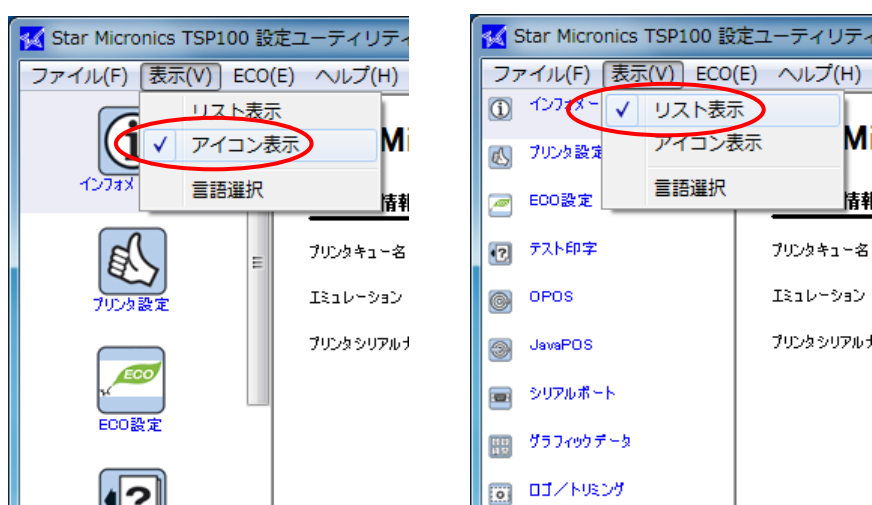 Star Micronics TSP100 設定ユーティリティ
ファイル(F) 表示(V) ECO(E) ヘルプ(H)
リスト表示
✓ アイコン表示
言語選択
Mi
情報
インフォメ
プリンタ設定
ECO
ECO設定
プリンタキュー名
エミュレーション
プリンタシリアルナ
Star Micronics TSP100 設定ユーティリティ
ファイル(F) 表示(V) ECO(E) ヘルプ(H)
✓ リスト表示
アイコン表示
言語選択
Mi
情報
インフォメー
プリンタ設定
ECO設定
テスト印字
OPOS
JavaPOS
シリアルポート
グラフィックデータ
ロゴ/トリミング
プリンタキュー名
エミュレーション
プリンタシリアルナ